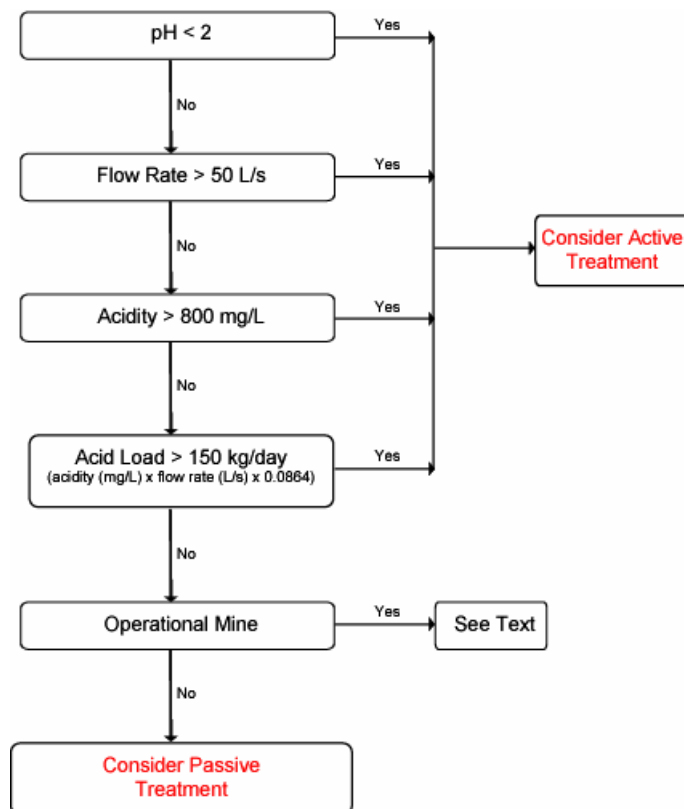 pH < 2
Yes
No
Flow Rate > 50 L/s
Yes
No
Consider Active
Treatment
Acidity > 800 mg/L
Yes
No
Acid Load > 150 kg/day
(acidity (mg/L) x flow rate (L/s) x 0.0864)
Yes
No
Operational Mine
Yes
See Text
No
Consider Passive
Treatment